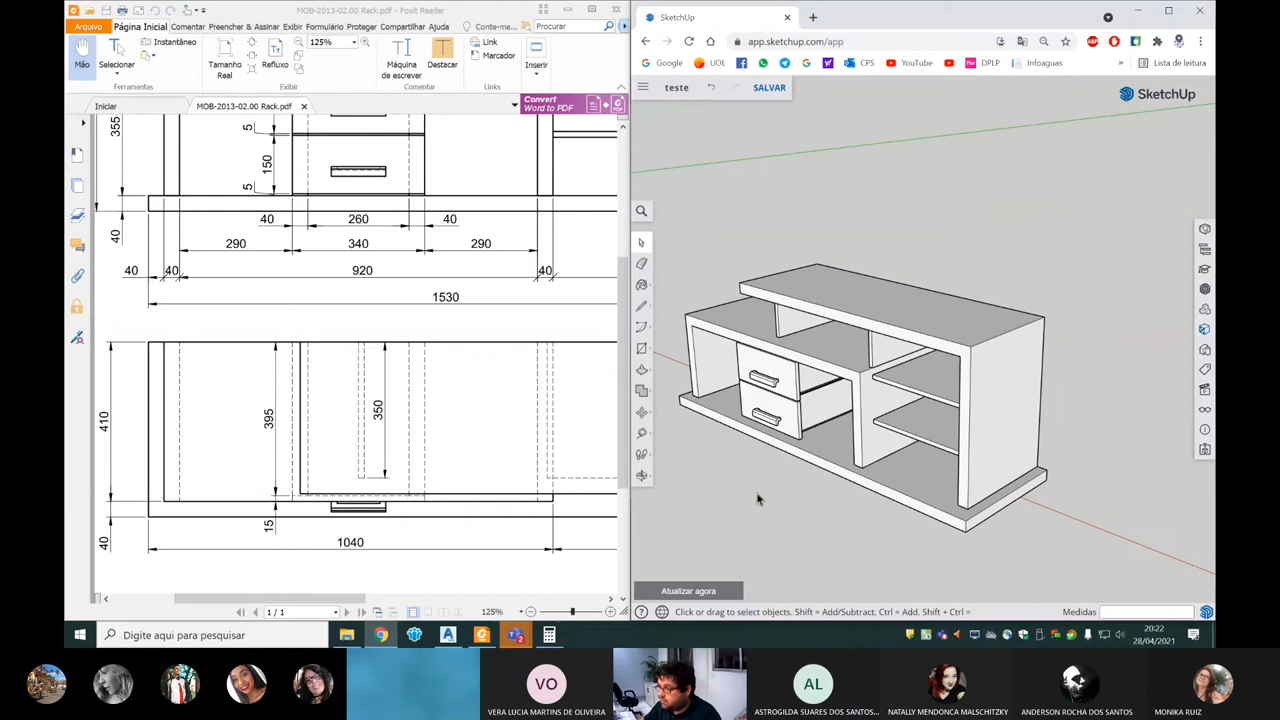 MOB-2013-02.00 Rack.pdf - Foxit Reader
Arquivo Página Inicial Comentar Preencher & Assinar Exibir Formulário Proteger Compartilhar Ajuda Conte-me... Procurar
Mão
Selecionar
Instantâneo
Ferramentas
Tamanho
Real
Refluxo
125%
Exibir
Máquina
de escrever
Destacar
Comentar
Link
Marcador
Links
Inserir
Iniciar
MOB-2013-02.00 Rack.pdf
Convert
Word to PDF
355
5
150
5
40
40 260 40
290 340 290
40 40 920 40
1530
410
395
350
15
40
1040
1 / 1
125%
SketchUp
app.sketchup.com/app
Google UOL CPS YouTube DPLP Infoaguas » Lista de leitura
teste
SALVAR
SketchUp
Atualizar agora
Click or drag to select objects. Shift = Add/Subtract, Ctrl = Add. Shift + Ctrl =
Medidas
Digite aqui para pesquisar
20:22
28/04/2021
VO
VERA LUCIA MARTINS DE OLIVEIRA
AL
ASTROGILDA SUARES DOS SANTOS...
NATALLY MENDONCA MALSCHITZKY
ANDERSON ROCHA DOS SANTOS
MONIKA RUIZ